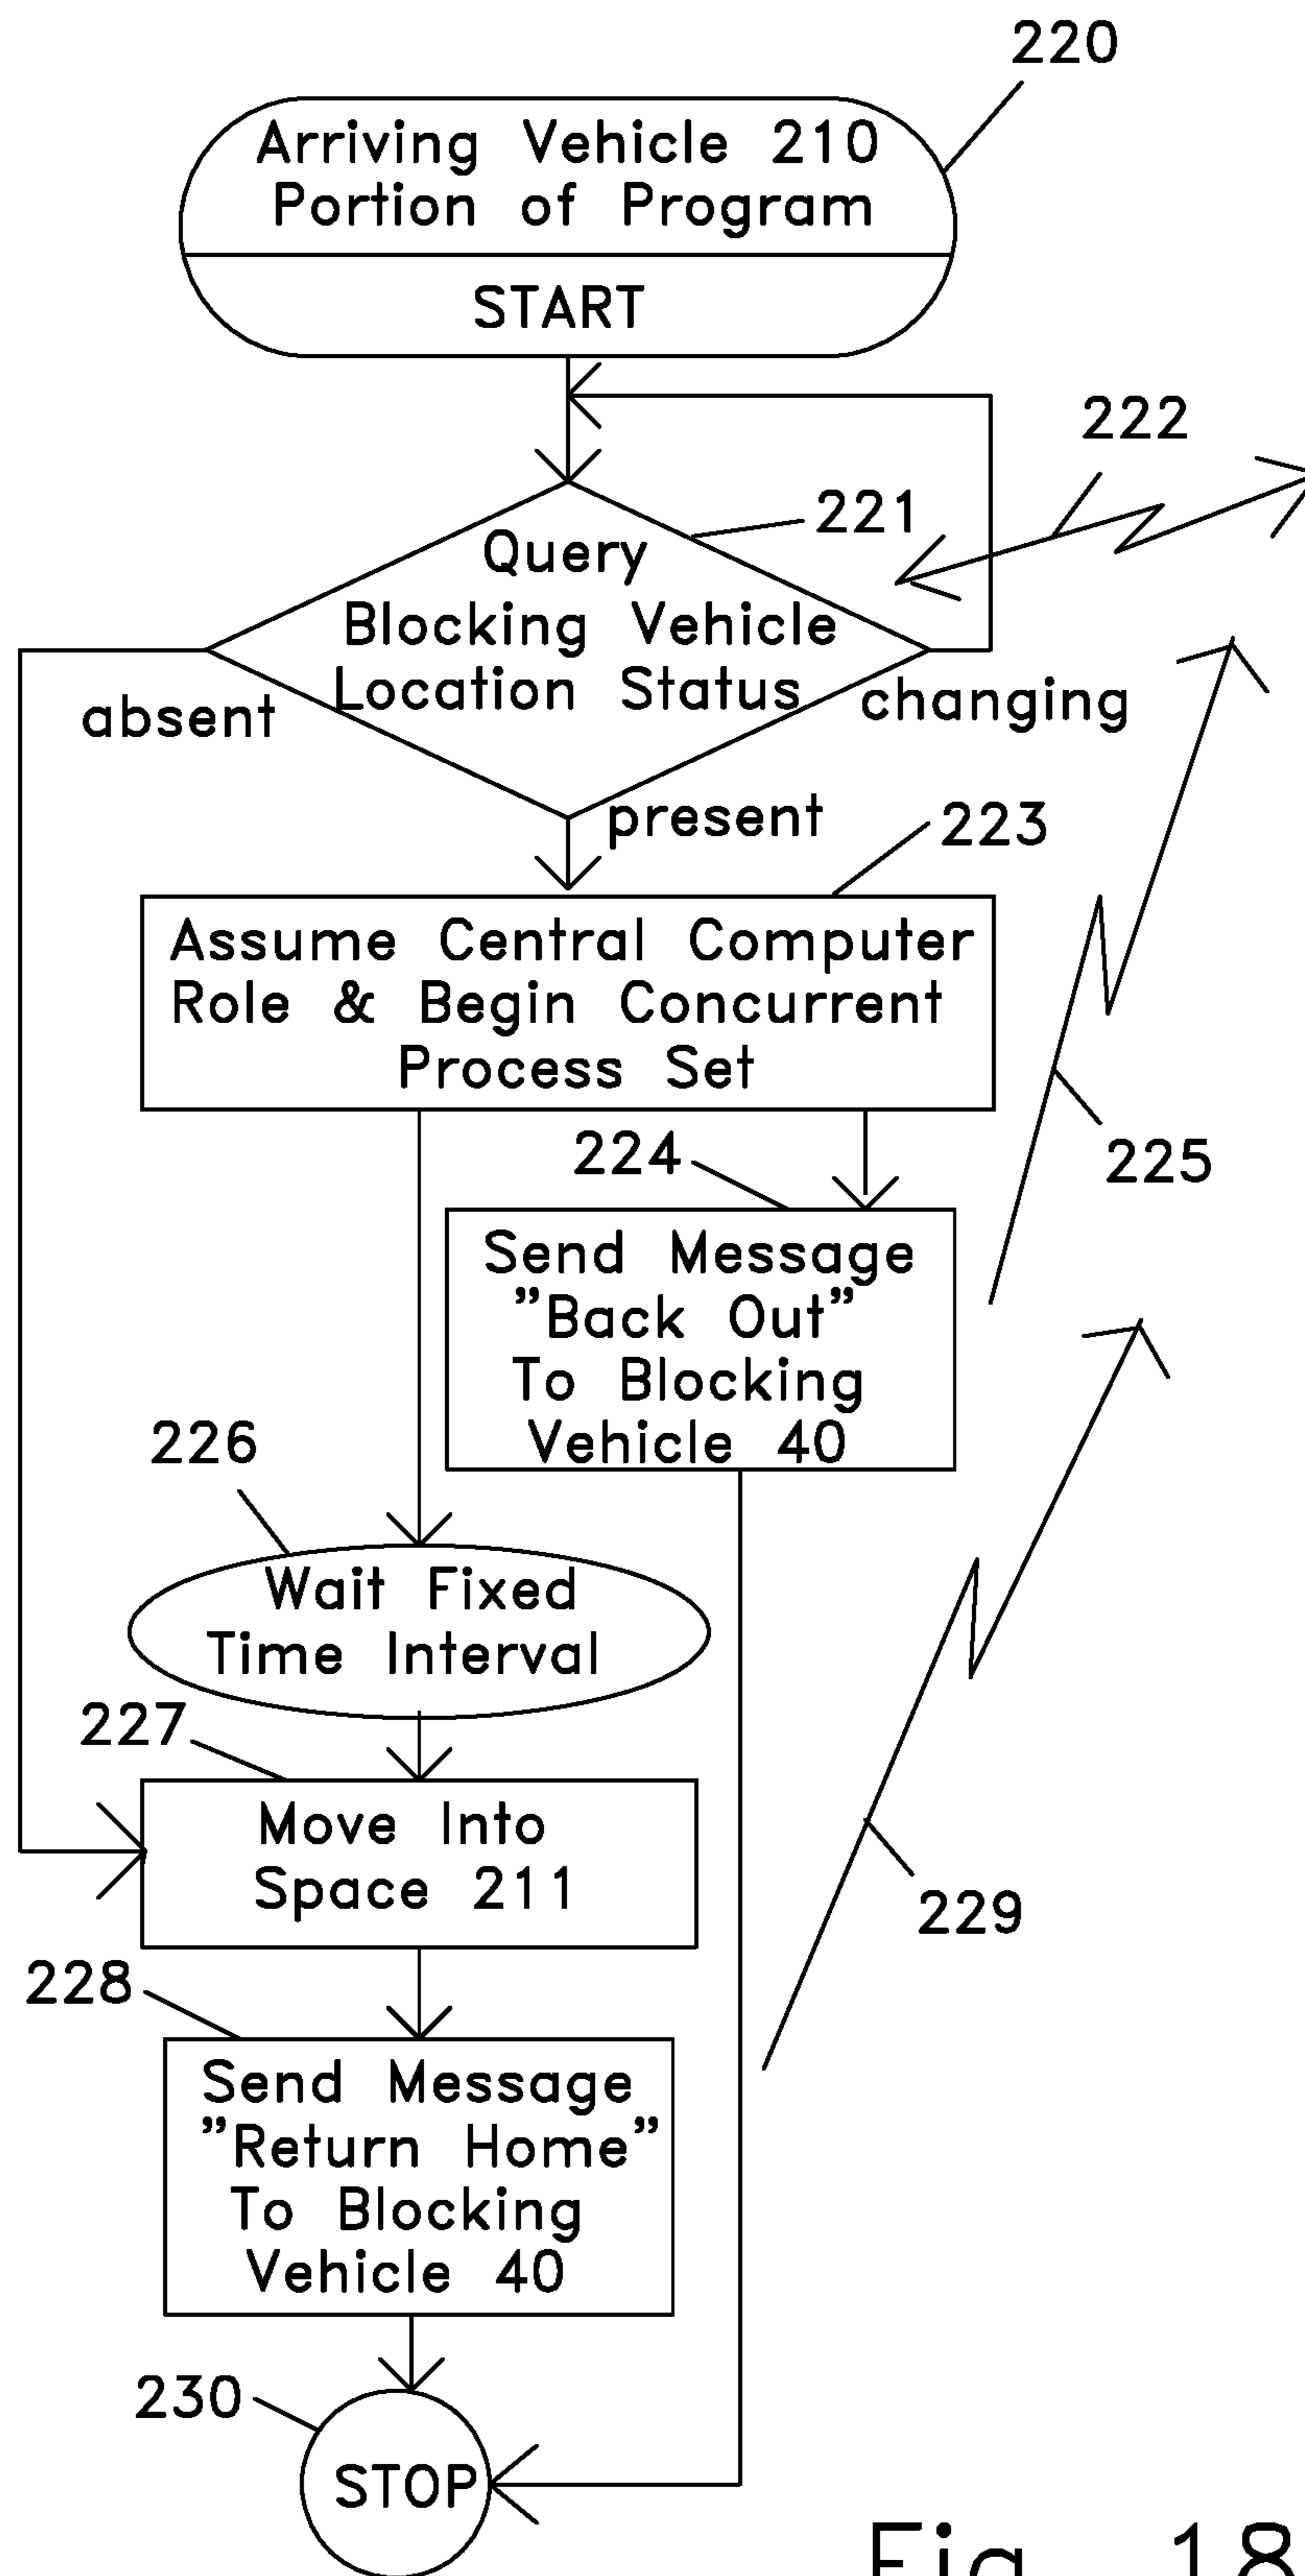 220
Arriving Vehicle 210
Portion of Program
START
222
221
Query
Blocking Vehicle
Location Status
absent
changing
present
223
Assume Central Computer
Role & Begin Concurrent
Process Set
224
225
Send Message
"Back Out"
To Blocking
Vehicle 40
226
Wait Fixed
Time Interval
227
Move Into
Space 211
229
228
Send Message
"Return Home"
To Blocking
Vehicle 40
230
STOP
Fig. 18